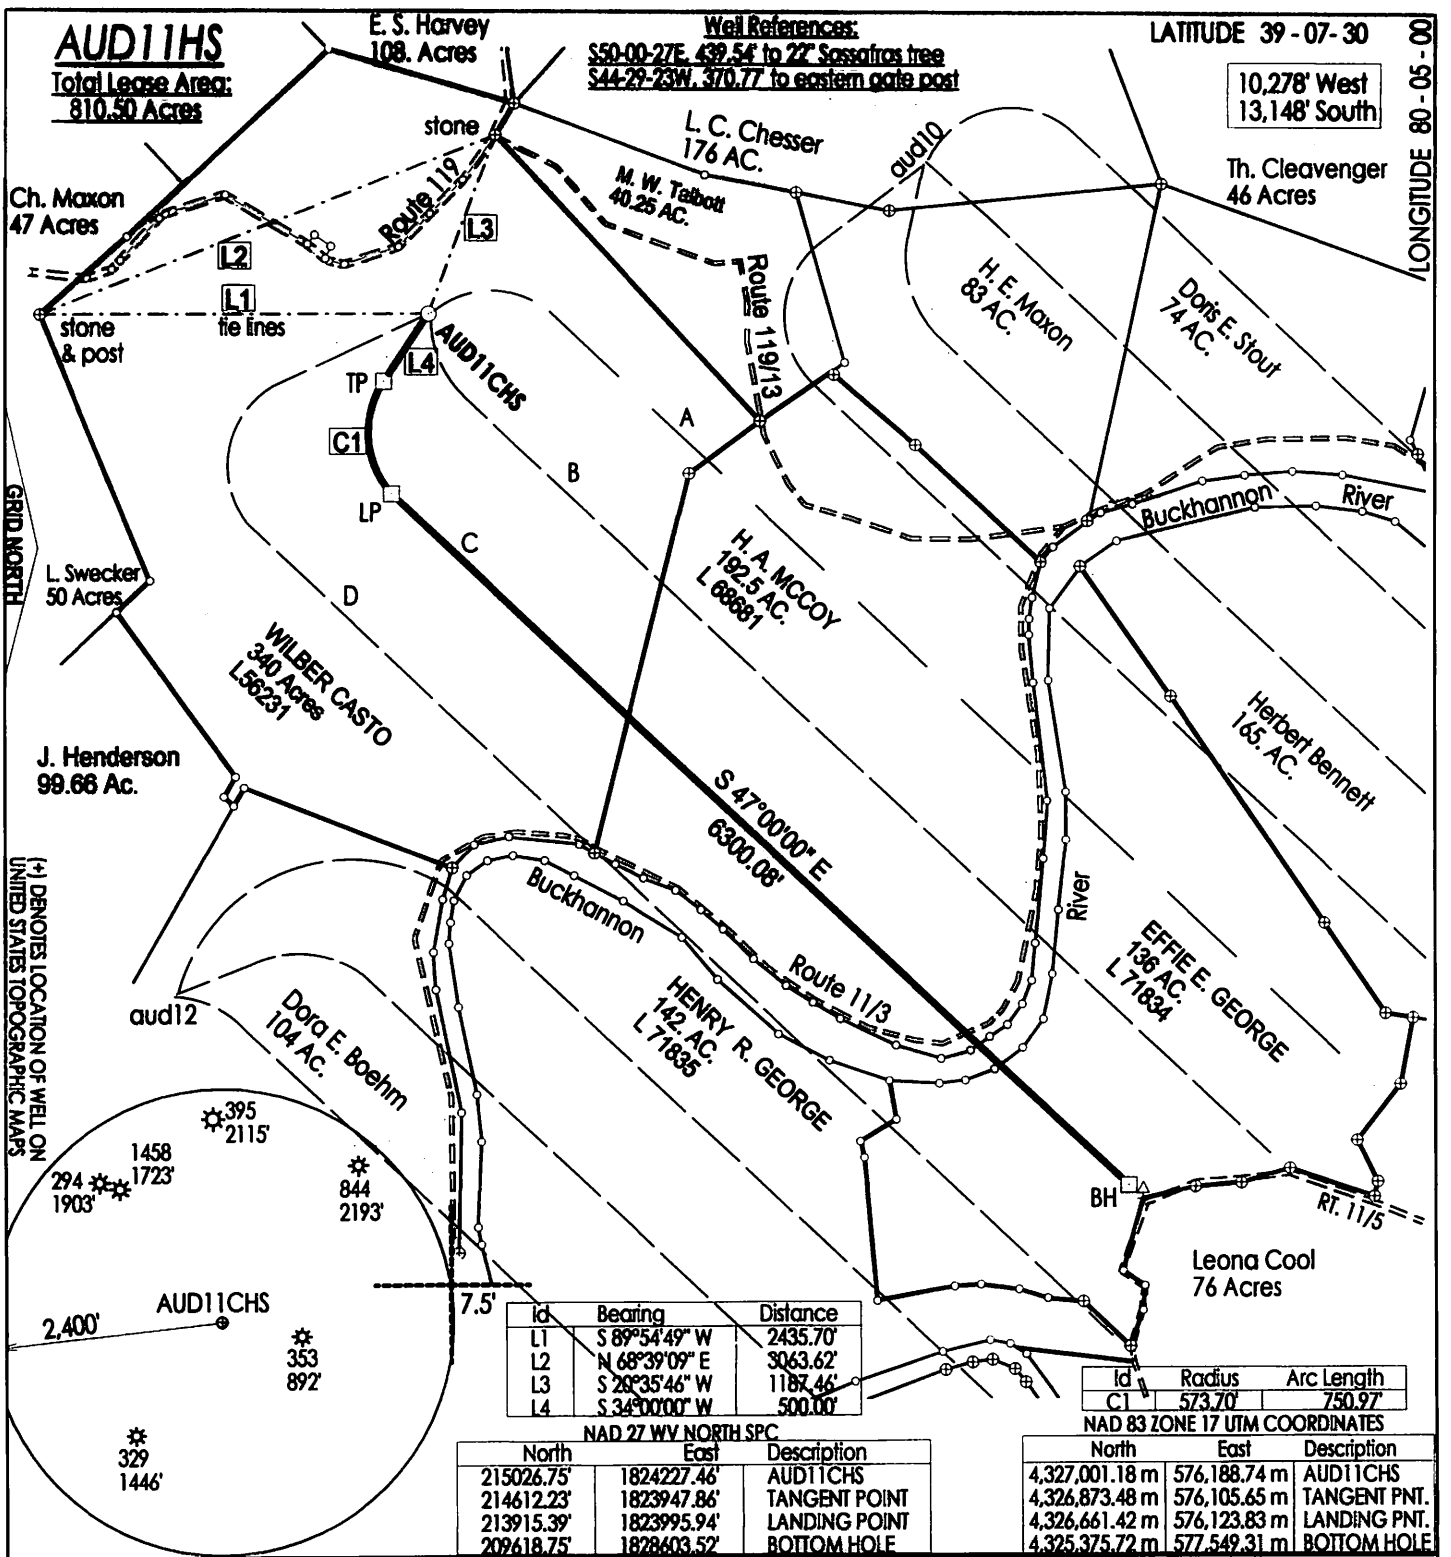 AUD11HS
Total Lease Area:
810.50 Acres
E. S. Harvey
108. Acres
Well References:
S50-00-27E, 439.54' to 22" Sassafras tree
S44-29-23W, 370.77' to eastern gate post
LATITUDE 39 - 07 - 30
LONGITUDE 80 - 05 - 00
10,278' West
13,148' South
stone
L. C. Chesser
176 AC.
aud10
Th. Cleavenger
46 Acres
Ch. Maxon
47 Acres
Route 119
M. W. Talbott
40.25 AC.
L3
L2
L1
tie lines
stone
& post
Route 119/13
H. E. Maxon
83 AC.
Doris E. Stout
74 AC.
AUD11CHS
L4
TP
C1
LP
A
B
C
D
GRID NORTH
Buckhannon
River
L. Swecker
50 Acres
H. A. MCCOY
192.5 AC.
L 68681
WILBER CASTO
340 Acres
L56231
Herbert Bennett
165. AC.
J. Henderson
99.66 Ac.
S 47°00'00" E
6300.08'
(+) DENOTES LOCATION OF WELL ON
UNITED STATES TOPOGRAPHIC MAPS
Buckhannon
River
Route 11/3
EFFIE E. GEORGE
136 AC.
L 71834
HENRY R. GEORGE
142. AC.
L 71835
aud12
Dora E. Boehm
104 AC.
395
2115'
1458
1723'
294
1903'
844
2193'
BH
RT. 11/5
Leona Cool
76 Acres
AUD11CHS
2,400'
353
892'
329
1446'
7.5'
Id Bearing Distance
L1 S 89°54'49" W 2435.70'
L2 N 68°39'09" E 3063.62'
L3 S 20°35'46" W 1187.46'
L4 S 34°00'00" W 500.00'
Id Radius Arc Length
C1 573.70' 750.97'
NAD 27 WV NORTH SPC
North East Description
215026.75' 1824227.46' AUD11CHS
214612.23' 1823947.86' TANGENT POINT
213915.39' 1823995.94' LANDING POINT
209618.75' 1828603.52' BOTTOM HOLE
NAD 83 ZONE 17 UTM COORDINATES
North East Description
4,327,001.18 m 576,188.74 m AUD11CHS
4,326,873.48 m 576,105.65 m TANGENT PNT.
4,326,661.42 m 576,123.83 m LANDING PNT.
4,325,375.72 m 577,549.31 m BOTTOM HOLE